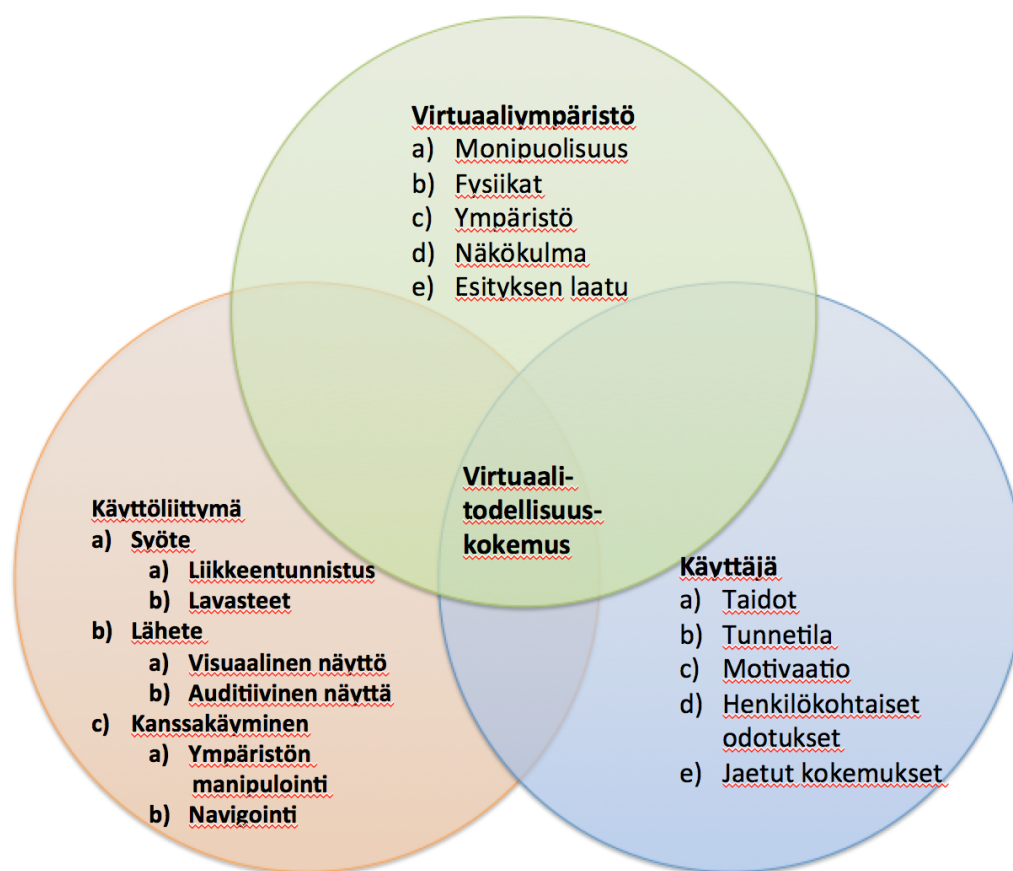 Virtuaaliympäristö
a) Monipuolisuus
b) Fysiikat
c) Ympäristö
d) Näkökulma
e) Esityksen laatu
Virtuaali-
todellisuus-
kokemus
Käyttöliittymä
a) Syöte
a) Liikkeentunnistus
b) Lavasteet
b) Lähete
a) Visuaalinen näyttö
b) Auditiivinen näyttä
c) Kanssakäyminen
a) Ympäristön
manipulointi
b) Navigointi
Käyttäjä
a) Taidot
b) Tunnetila
c) Motivaatio
d) Henkilökohtaiset
odotukset
e) Jaetut kokemukset